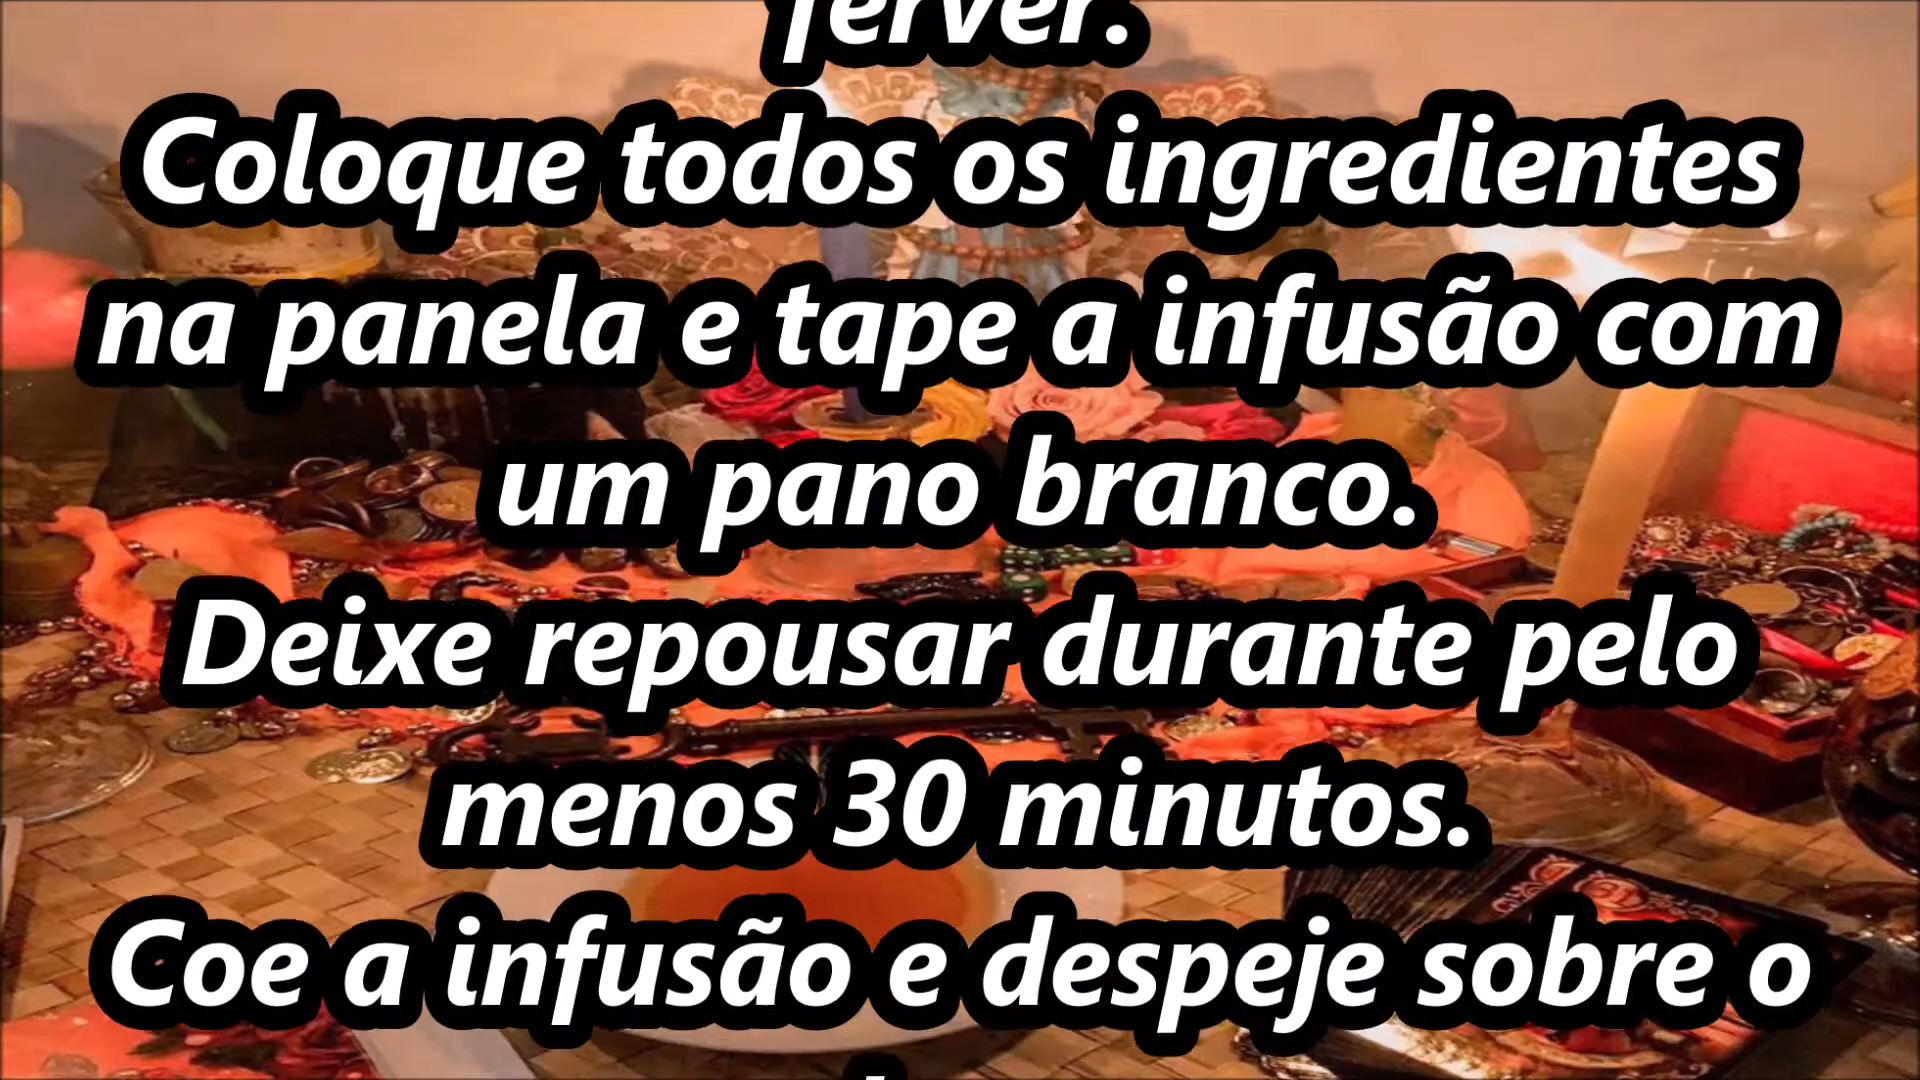 ferver.
Coloque todos os ingredientes
na panela e tape a infusão com
um pano branco.
Deixe repousar durante pelo
menos 30 minutos.
Coe a infusão e despeje sobre o